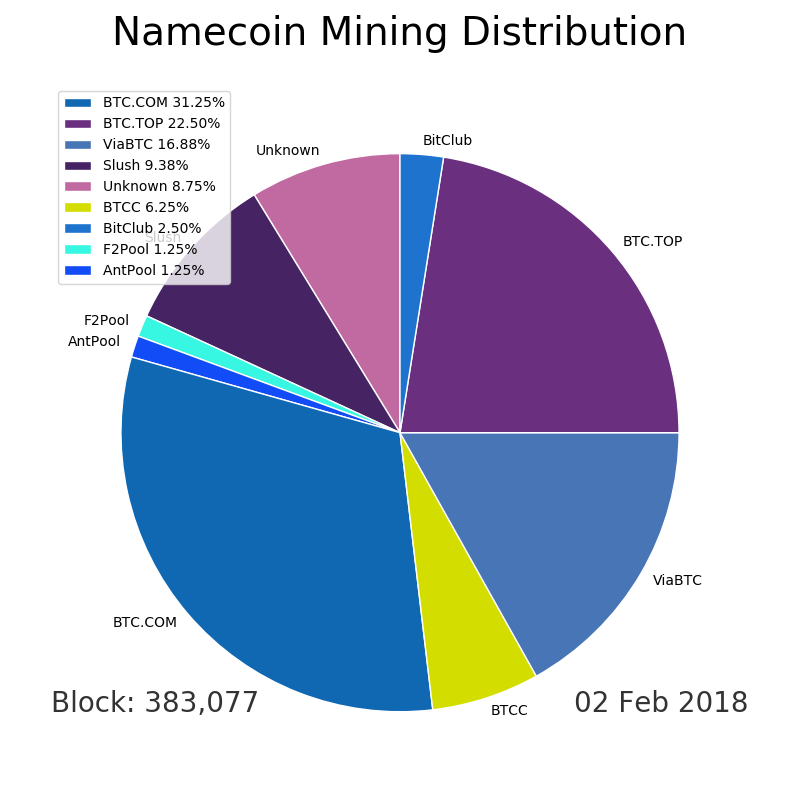 Namecoin Mining Distribution
BTC.COM 31.25%
BTC.TOP 22.50%
ViaBTC 16.88%
Slush 9.38%
Unknown 8.75%
BTCC 6.25%
BitClub 2.50%
F2Pool 1.25%
AntPool 1.25%
Unknown
BitClub
BTC.TOP
Slush
F2Pool
AntPool
ViaBTC
BTC.COM
BTCC
Block: 383,077
02 Feb 2018